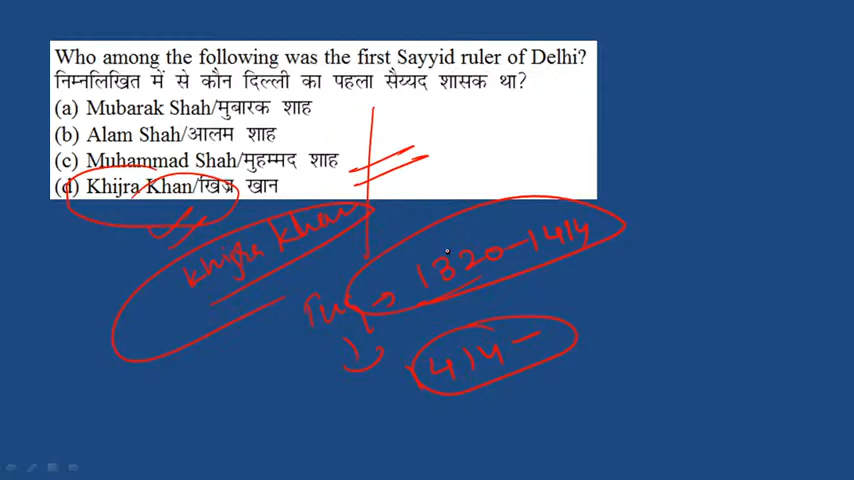 Who among the following was the first Sayyid ruler of Delhi?
निम्नलिखित में से कौन दिल्ली का पहला सैय्यद शासक था?
(a) Mubarak Shah/मुबारक शाह
(b) Alam Shah/आलम शाह
(c) Muhammad Shah/मुहम्मद शाह
(d) Khijra Khan/खिज्र खान
Khijra Khan
1320-1414